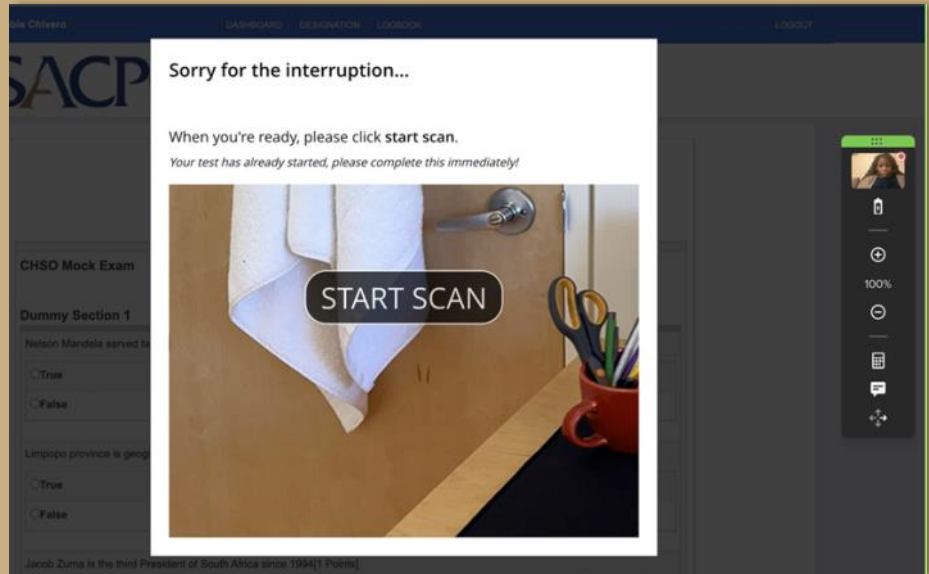 DASHBOARD DESIGNATION LOGBOOK LOGOUT
SACP
Sorry for the interruption...
When you're ready, please click start scan.
Your test has already started, please complete this immediately!
START SCAN
100%
CHSO Mock Exam
Dummy Section 1
Nelson Mandela served
True
False
Limpopo province is
True
False
Jacob Zuma is the third President of South Africa since 1994[1 Points]